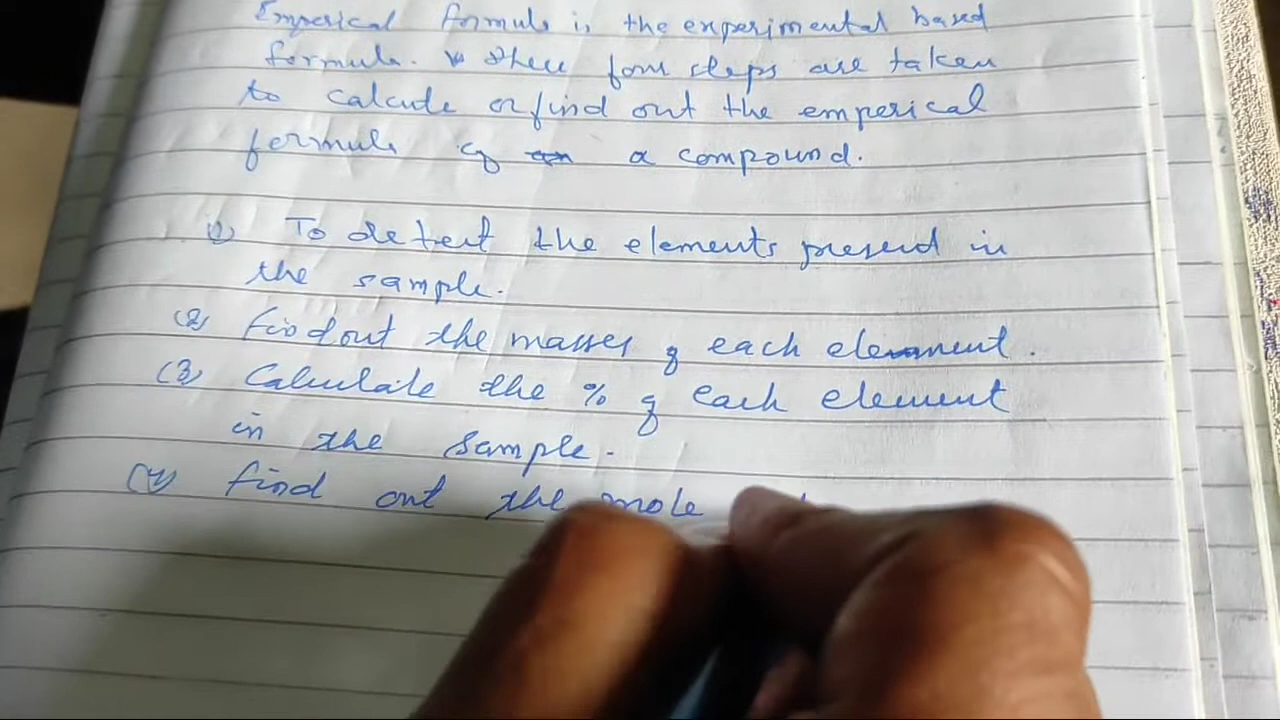 Emperical formula is the experimental based
formula. these four steps are taken
to calcute or find out the emperical
formula of a compound.
(1) To detect the elements present in
the sample.
(2) find out the masses of each element.
(3) Calculate the % of each element
in the sample.
(4) find out the mole